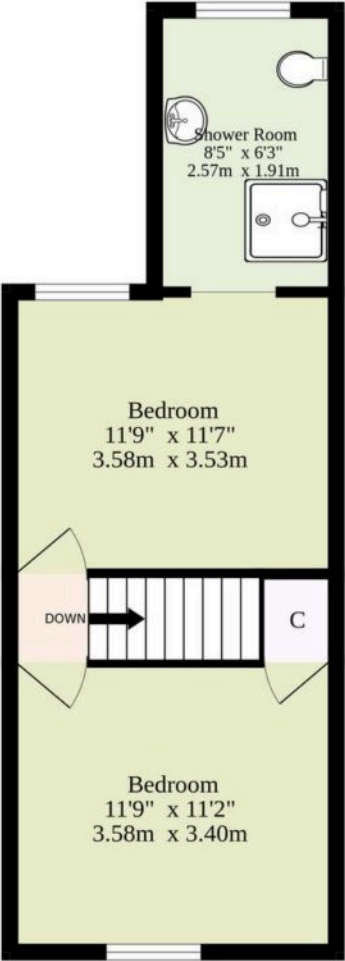 Shower Room
8'5" x 6'3"
2.57m x 1.91m
Bedroom
11'9" x 11'7"
3.58m x 3.53m
DOWN
C
Bedroom
11'9" x 11'2"
3.58m x 3.40m